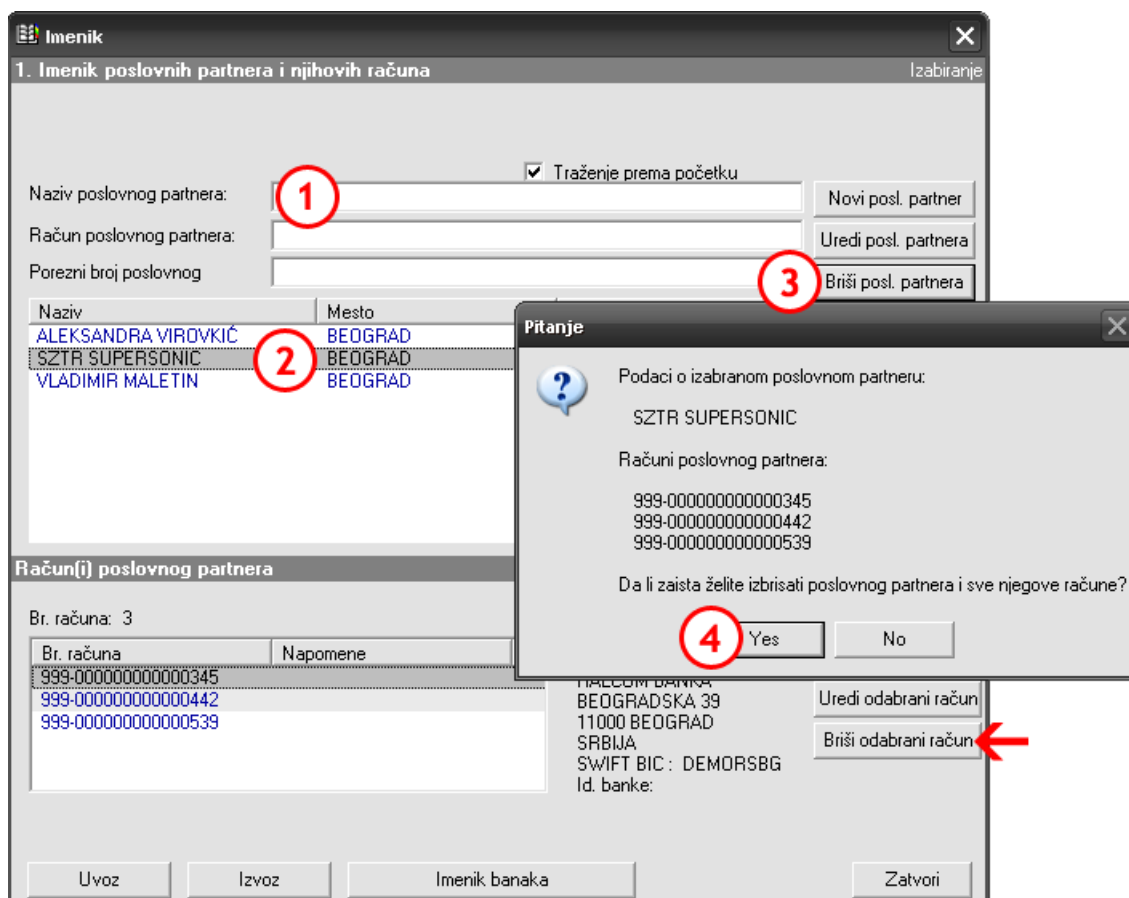 Imenik
1. Imenik poslovnih partnera i njihovih računa Izabiranje
Traženje prema početku
Naziv poslovnog partnera: 1 Novi posl. partner
Račun poslovnog partnera: Uredi posl. partnera
Porezni broj poslovnog 3 Briši posl. partnera
Naziv Mesto
ALEKSANDRA VIROVKIĆ BEOGRAD
SZTR SUPERSONIC 2 BEOGRAD
VLADIMIR MALETIN BEOGRAD
Pitanje
Podaci o izabranom poslovnom partneru:
SZTR SUPERSONIC
Računi poslovnog partnera:
999-000000000000345
999-000000000000442
999-000000000000539
Da li zaista želite izbrisati poslovnog partnera i sve njegove račune?
4 Yes No
Račun(i) poslovnog partnera
Br. računa: 3
Br. računa Napomene
999-000000000000345
999-000000000000442
999-000000000000539
HALCOM BANKA
BEOGRADSKA 39
11000 BEOGRAD
SRBIJA
SWIFT BIC : DEMORSBG
Id. banke:
Uredi odabrani račun
Briši odabrani račun
Uvoz Izvoz Imenik banaka Zatvori